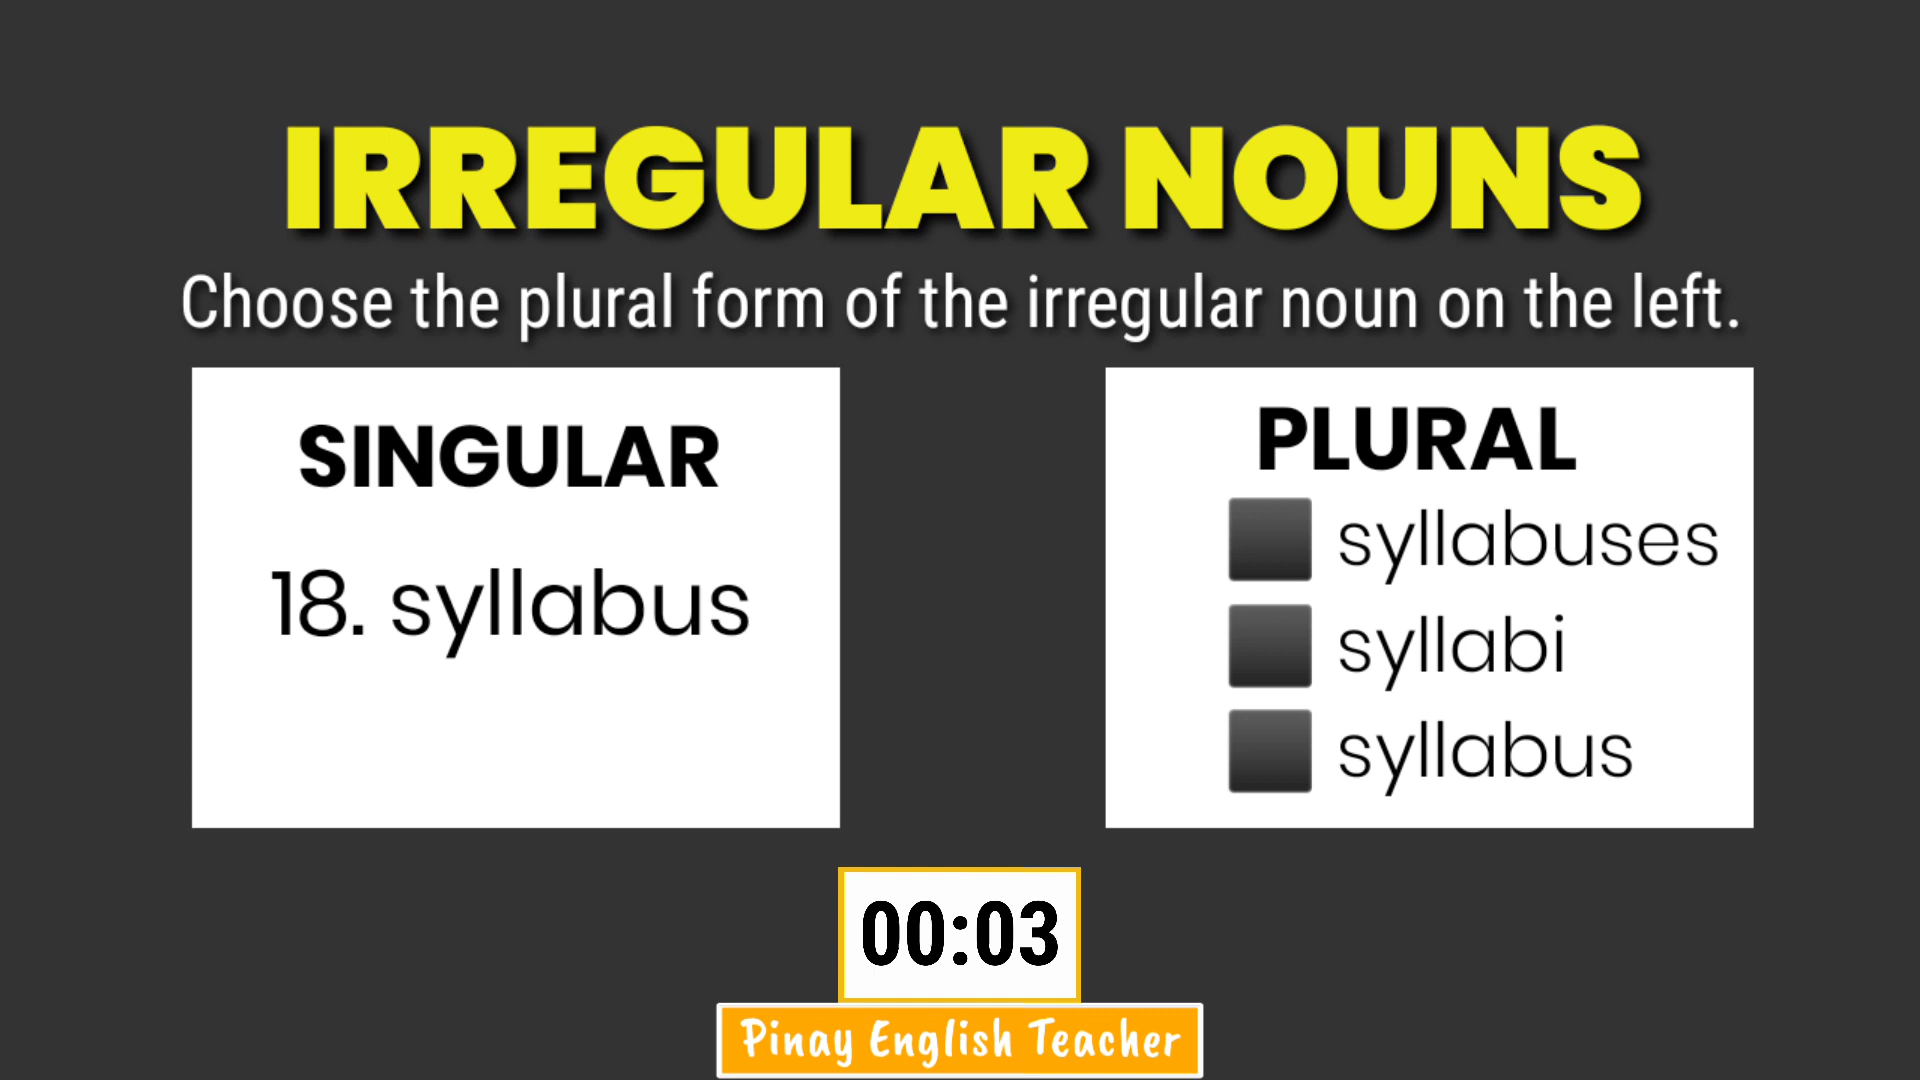 IRREGULAR NOUNS
Choose the plural form of the irregular noun on the left.
SINGULAR
18. syllabus
PLURAL
syllabuses
syllabi
syllabus
00:03
Pinay English Teacher